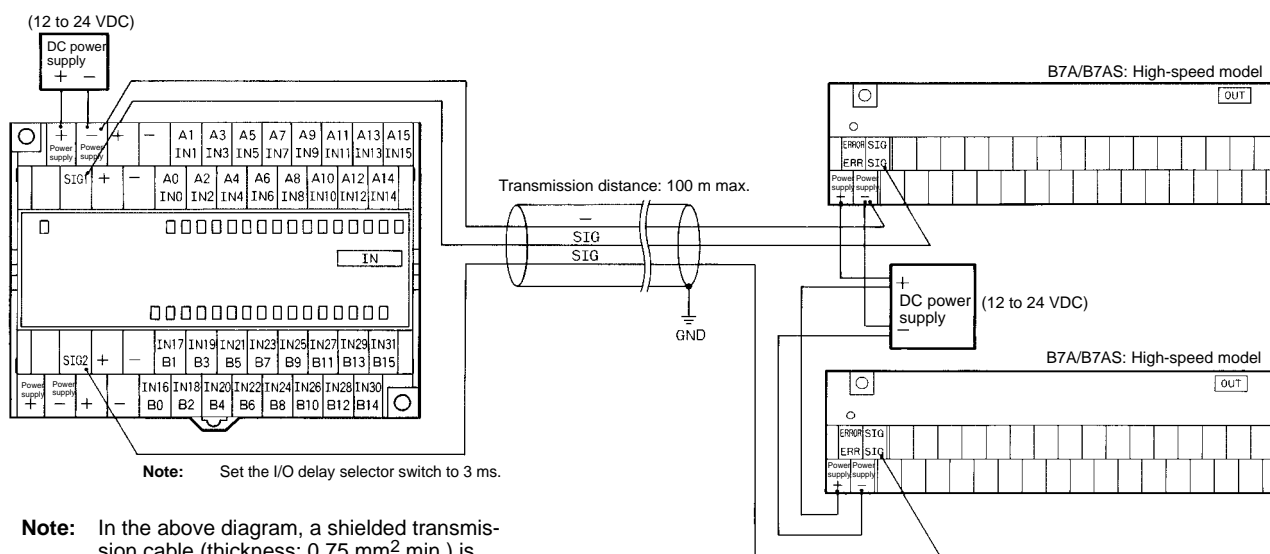 (12 to 24 VDC)
DC power
supply
+ −
B7A/B7AS: High-speed model
OUT
+ − + − A1 A3 A5 A7 A9 A11 A13 A15
Power supply Power supply IN1 IN3 IN5 IN7 IN9 IN11 IN13 IN15
SIG1 + − A0 A2 A4 A6 A8 A10 A12 A14
IN0 IN2 IN4 IN6 IN8 IN10 IN12 IN14
IN
IN17 IN19 IN21 IN23 IN25 IN27 IN29 IN31
SIG2 + − B1 B3 B5 B7 B9 B11 B13 B15
Power supply Power supply IN16 IN18 IN20 IN22 IN24 IN26 IN28 IN30
+ − + − B0 B2 B4 B6 B8 B10 B12 B14
Transmission distance: 100 m max.
−
SIG
SIG
GND
ERROR SIG
ERR SIG
Power supply Power supply
− −
+
DC power
supply
−
(12 to 24 VDC)
B7A/B7AS: High-speed model
OUT
ERROR SIG
ERR SIG
Power supply Power supply
+ −
Note: Set the I/O delay selector switch to 3 ms.
Note: In the above diagram, a shielded transmis-
sion cable (thickness: 0.75 mm2 min.) is